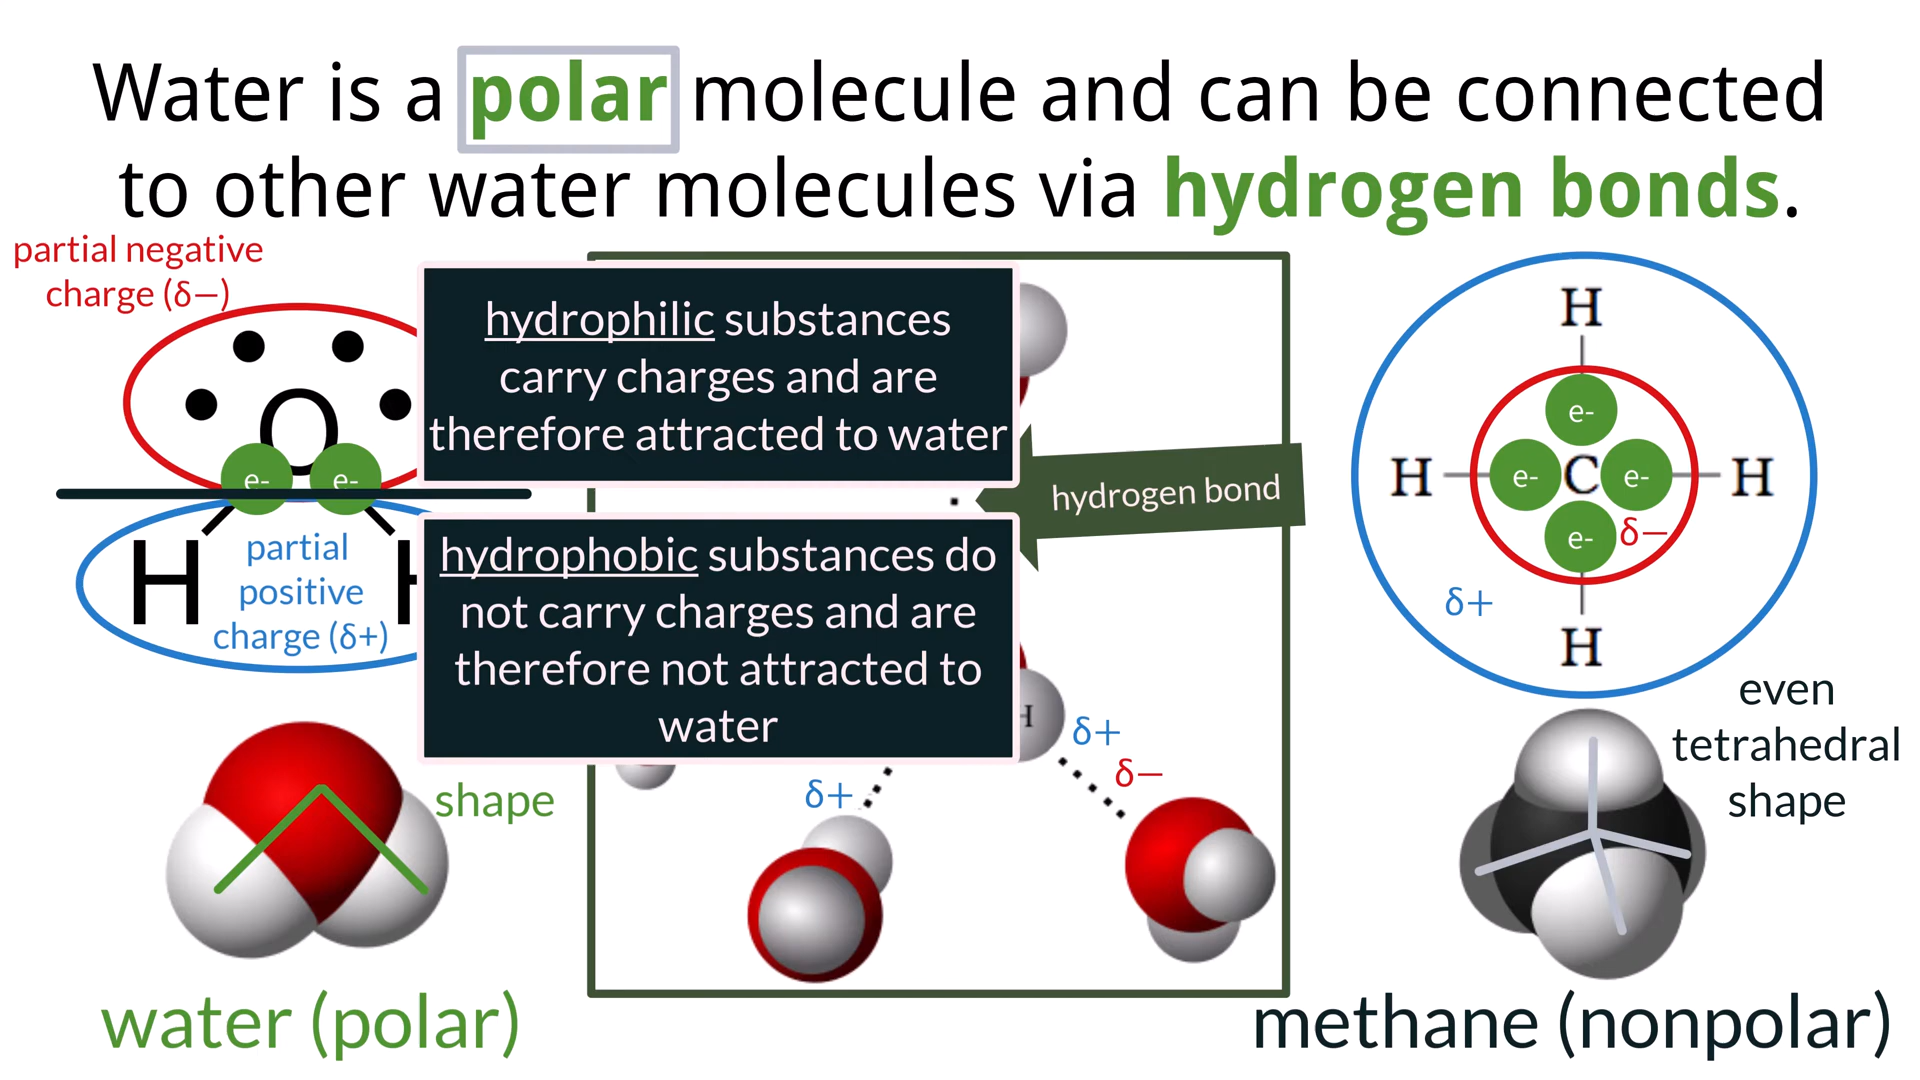 Water is a polar molecule and can be connected
to other water molecules via hydrogen bonds.
partial negative
charge (δ−)
O
e-
e-
H
partial
positive
charge (δ+)
H
shape
water (polar)
hydrophilic substances
carry charges and are
therefore attracted to water
hydrogen bond
hydrophobic substances do
not carry charges and are
therefore not attracted to
water
H
δ+
δ−
δ+
H
e-
H
e-
C
e-
H
e-
δ−
δ+
H
even
tetrahedral
shape
methane (nonpolar)